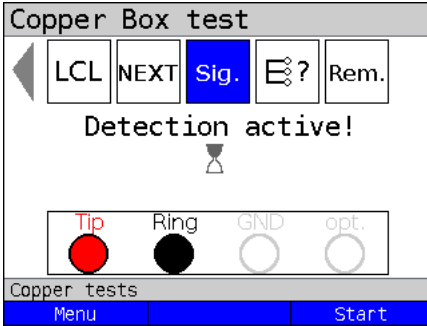 Copper Box test
LCL NEXT Sig. E? Rem.
Detection active!
Tip Ring GND opt.
Copper tests
Menu Start